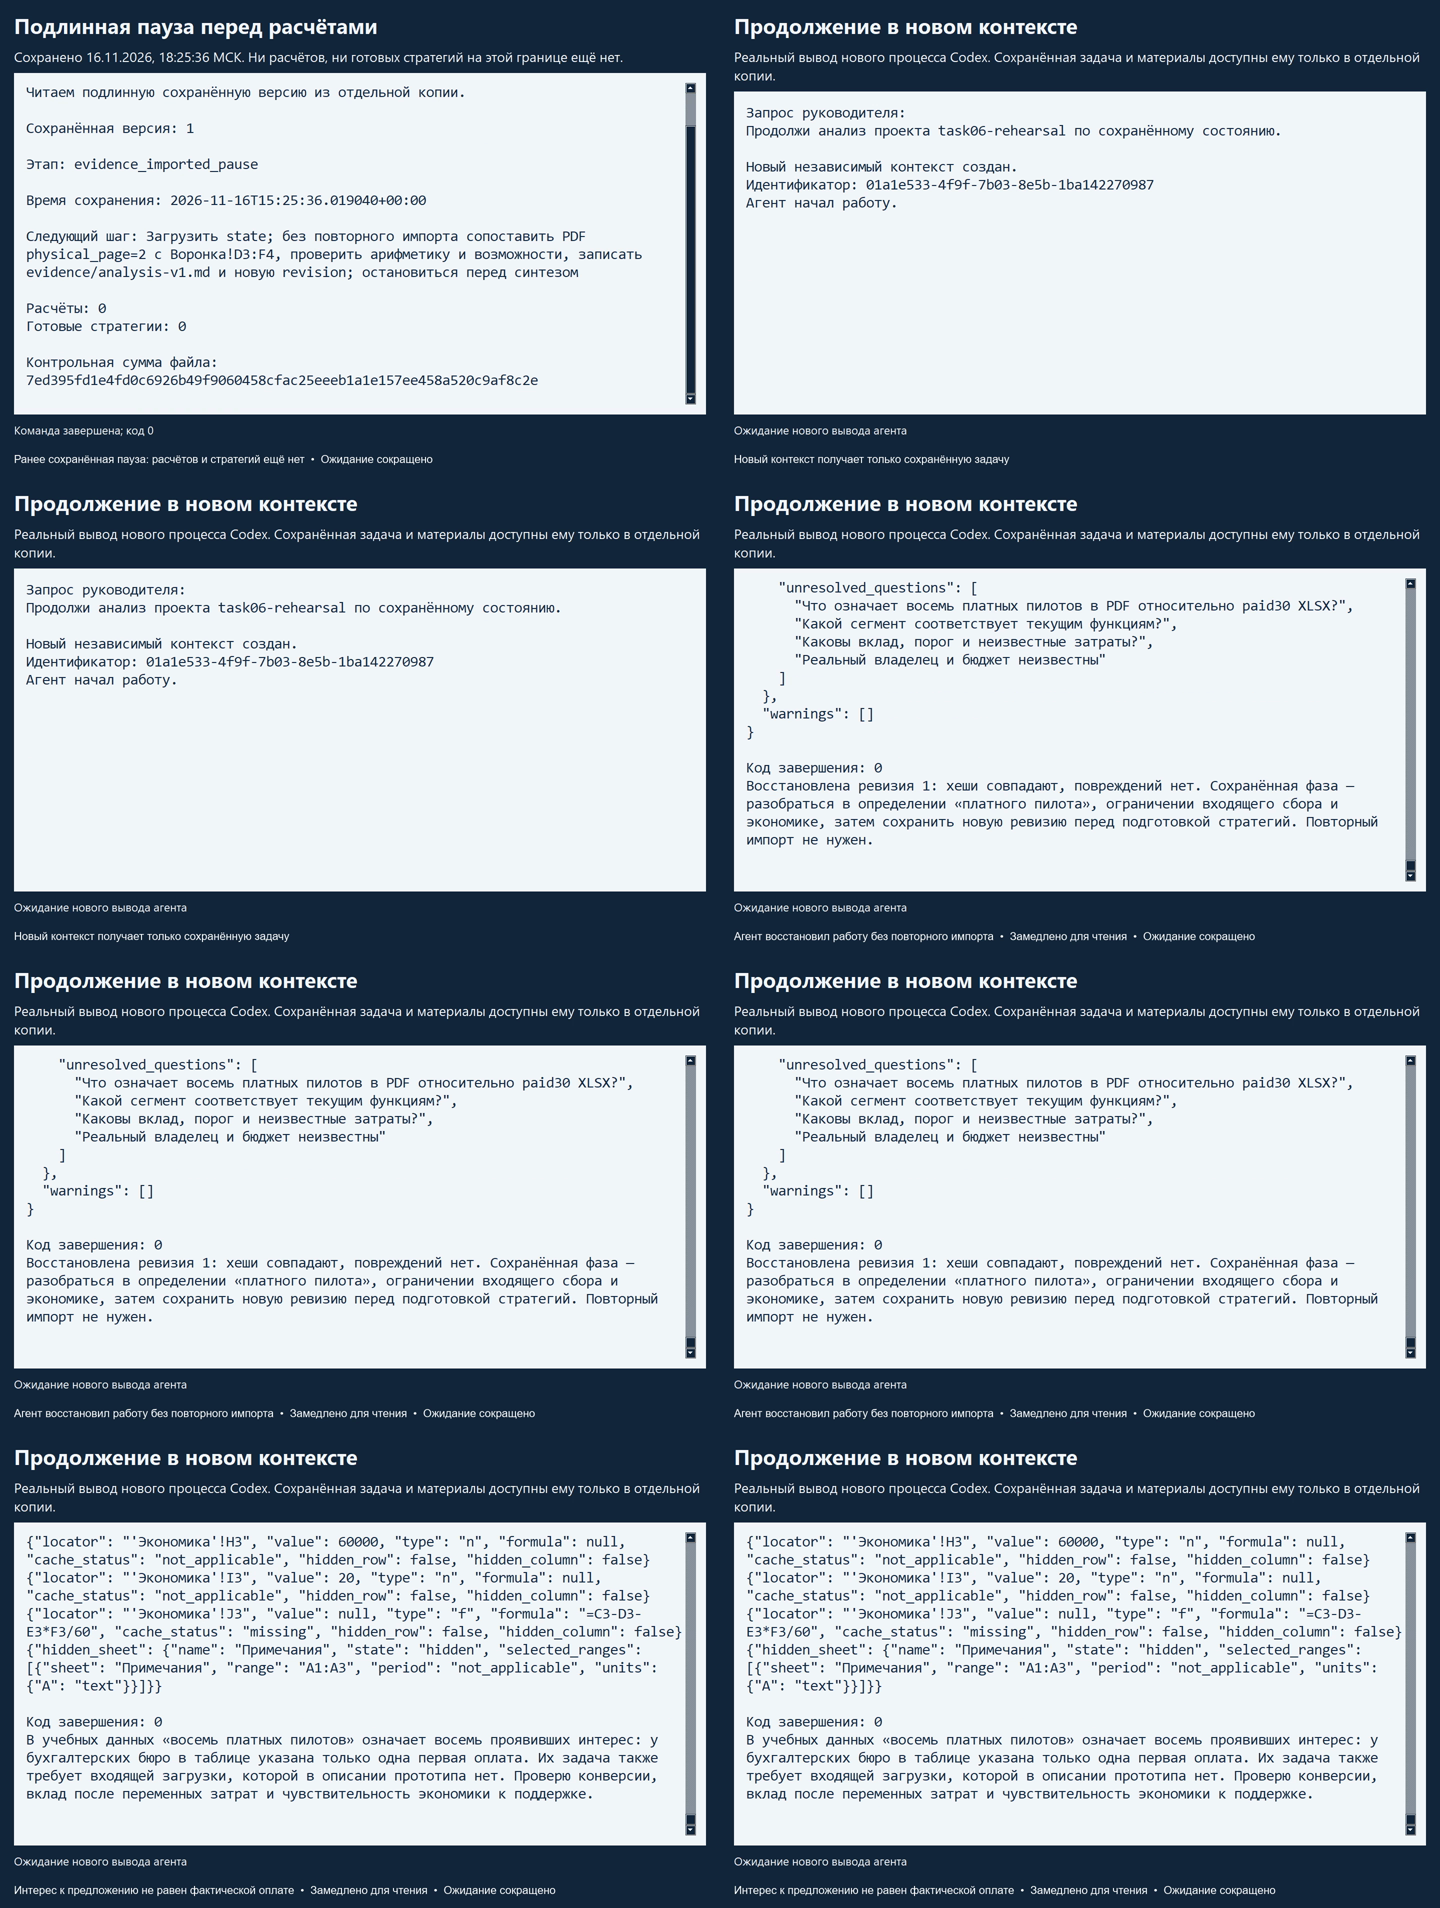 Подлинная пауза перед расчётами
Сохранено 16.11.2026, 18:25:36 МСК. Ни расчётов, ни готовых стратегий на этой границе ещё нет.
Читаем подлинную сохранённую версию из отдельной копии.
Сохранённая версия: 1
Этап: evidence_imported_pause
Время сохранения: 2026-11-16T15:25:36.019040+00:00
Следующий шаг: Загрузить state; без повторного импорта сопоставить PDF
physical_page=2 с Воронка!D3:F4, проверить арифметику и возможности, записать
evidence/analysis-v1.md и новую revision; остановиться перед синтезом
Расчёты: 0
Готовые стратегии: 0
Контрольная сумма файла:
7ed395fd1e4fd0c6926b49f9060458cfac25eeeb1a1e157ee458a520c9af8c2e
Команда завершена; код 0
Ранее сохранённая пауза: расчётов и стратегий ещё нет • Ожидание сокращено
Продолжение в новом контексте
Реальный вывод нового процесса Codex. Сохранённая задача и материалы доступны ему только в отдельной
копии.
Запрос руководителя:
Продолжи анализ проекта task06-rehearsal по сохранённому состоянию.
Новый независимый контекст создан.
Идентификатор: 01a1e533-4f9f-7b03-8e5b-1ba142270987
Агент начал работу.
Ожидание нового вывода агента
Новый контекст получает только сохранённую задачу
Продолжение в новом контексте
Реальный вывод нового процесса Codex. Сохранённая задача и материалы доступны ему только в отдельной
копии.
Запрос руководителя:
Продолжи анализ проекта task06-rehearsal по сохранённому состоянию.
Новый независимый контекст создан.
Идентификатор: 01a1e533-4f9f-7b03-8e5b-1ba142270987
Агент начал работу.
Ожидание нового вывода агента
Новый контекст получает только сохранённую задачу
Продолжение в новом контексте
Реальный вывод нового процесса Codex. Сохранённая задача и материалы доступны ему только в отдельной
копии.
"unresolved_questions": [
"Что означает восемь платных пилотов в PDF относительно paid30 XLSX?",
"Какой сегмент соответствует текущим функциям?",
"Каковы вклад, порог и неизвестные затраты?",
"Реальный владелец и бюджет неизвестны"
]
},
"warnings": []
}
Код завершения: 0
Восстановлена ревизия 1: хеши совпадают, повреждений нет. Сохранённая фаза —
разобраться в определении «платного пилота», ограничении входящего сбора и
экономике, затем сохранить новую ревизию перед подготовкой стратегий. Повторный
импорт не нужен.
Ожидание нового вывода агента
Агент восстановил работу без повторного импорта • Замедлено для чтения • Ожидание сокращено
Продолжение в новом контексте
Реальный вывод нового процесса Codex. Сохранённая задача и материалы доступны ему только в отдельной
копии.
"unresolved_questions": [
"Что означает восемь платных пилотов в PDF относительно paid30 XLSX?",
"Какой сегмент соответствует текущим функциям?",
"Каковы вклад, порог и неизвестные затраты?",
"Реальный владелец и бюджет неизвестны"
]
},
"warnings": []
}
Код завершения: 0
Восстановлена ревизия 1: хеши совпадают, повреждений нет. Сохранённая фаза —
разобраться в определении «платного пилота», ограничении входящего сбора и
экономике, затем сохранить новую ревизию перед подготовкой стратегий. Повторный
импорт не нужен.
Ожидание нового вывода агента
Агент восстановил работу без повторного импорта • Замедлено для чтения • Ожидание сокращено
Продолжение в новом контексте
Реальный вывод нового процесса Codex. Сохранённая задача и материалы доступны ему только в отдельной
копии.
"unresolved_questions": [
"Что означает восемь платных пилотов в PDF относительно paid30 XLSX?",
"Какой сегмент соответствует текущим функциям?",
"Каковы вклад, порог и неизвестные затраты?",
"Реальный владелец и бюджет неизвестны"
]
},
"warnings": []
}
Код завершения: 0
Восстановлена ревизия 1: хеши совпадают, повреждений нет. Сохранённая фаза —
разобраться в определении «платного пилота», ограничении входящего сбора и
экономике, затем сохранить новую ревизию перед подготовкой стратегий. Повторный
импорт не нужен.
Ожидание нового вывода агента
Агент восстановил работу без повторного импорта • Замедлено для чтения • Ожидание сокращено
Продолжение в новом контексте
Реальный вывод нового процесса Codex. Сохранённая задача и материалы доступны ему только в отдельной
копии.
{"locator": "'Экономика'!H3", "value": 60000, "type": "n", "formula": null,
"cache_status": "not_applicable", "hidden_row": false, "hidden_column": false}
{"locator": "'Экономика'!I3", "value": 20, "type": "n", "formula": null,
"cache_status": "not_applicable", "hidden_row": false, "hidden_column": false}
{"locator": "'Экономика'!J3", "value": null, "type": "f", "formula": "=C3-D3-
E3*F3/60", "cache_status": "missing", "hidden_row": false, "hidden_column": false}
{"hidden_sheet": {"name": "Примечания", "state": "hidden", "selected_ranges":
[{"sheet": "Примечания", "range": "A1:A3", "period": "not_applicable", "units":
{"A": "text"}}]}}
Код завершения: 0
В учебных данных «восемь платных пилотов» означает восемь проявивших интерес: у
бухгалтерских бюро в таблице указана только одна первая оплата. Их задача также
требует входящей загрузки, которой в описании прототипа нет. Проверю конверсии,
вклад после переменных затрат и чувствительность экономики к поддержке.
Ожидание нового вывода агента
Интерес к предложению не равен фактической оплате • Замедлено для чтения • Ожидание сокращено
Продолжение в новом контексте
Реальный вывод нового процесса Codex. Сохранённая задача и материалы доступны ему только в отдельной
копии.
{"locator": "'Экономика'!H3", "value": 60000, "type": "n", "formula": null,
"cache_status": "not_applicable", "hidden_row": false, "hidden_column": false}
{"locator": "'Экономика'!I3", "value": 20, "type": "n", "formula": null,
"cache_status": "not_applicable", "hidden_row": false, "hidden_column": false}
{"locator": "'Экономика'!J3", "value": null, "type": "f", "formula": "=C3-D3-
E3*F3/60", "cache_status": "missing", "hidden_row": false, "hidden_column": false}
{"hidden_sheet": {"name": "Примечания", "state": "hidden", "selected_ranges":
[{"sheet": "Примечания", "range": "A1:A3", "period": "not_applicable", "units":
{"A": "text"}}]}}
Код завершения: 0
В учебных данных «восемь платных пилотов» означает восемь проявивших интерес: у
бухгалтерских бюро в таблице указана только одна первая оплата. Их задача также
требует входящей загрузки, которой в описании прототипа нет. Проверю конверсии,
вклад после переменных затрат и чувствительность экономики к поддержке.
Ожидание нового вывода агента
Интерес к предложению не равен фактической оплате • Замедлено для чтения • Ожидание сокращено